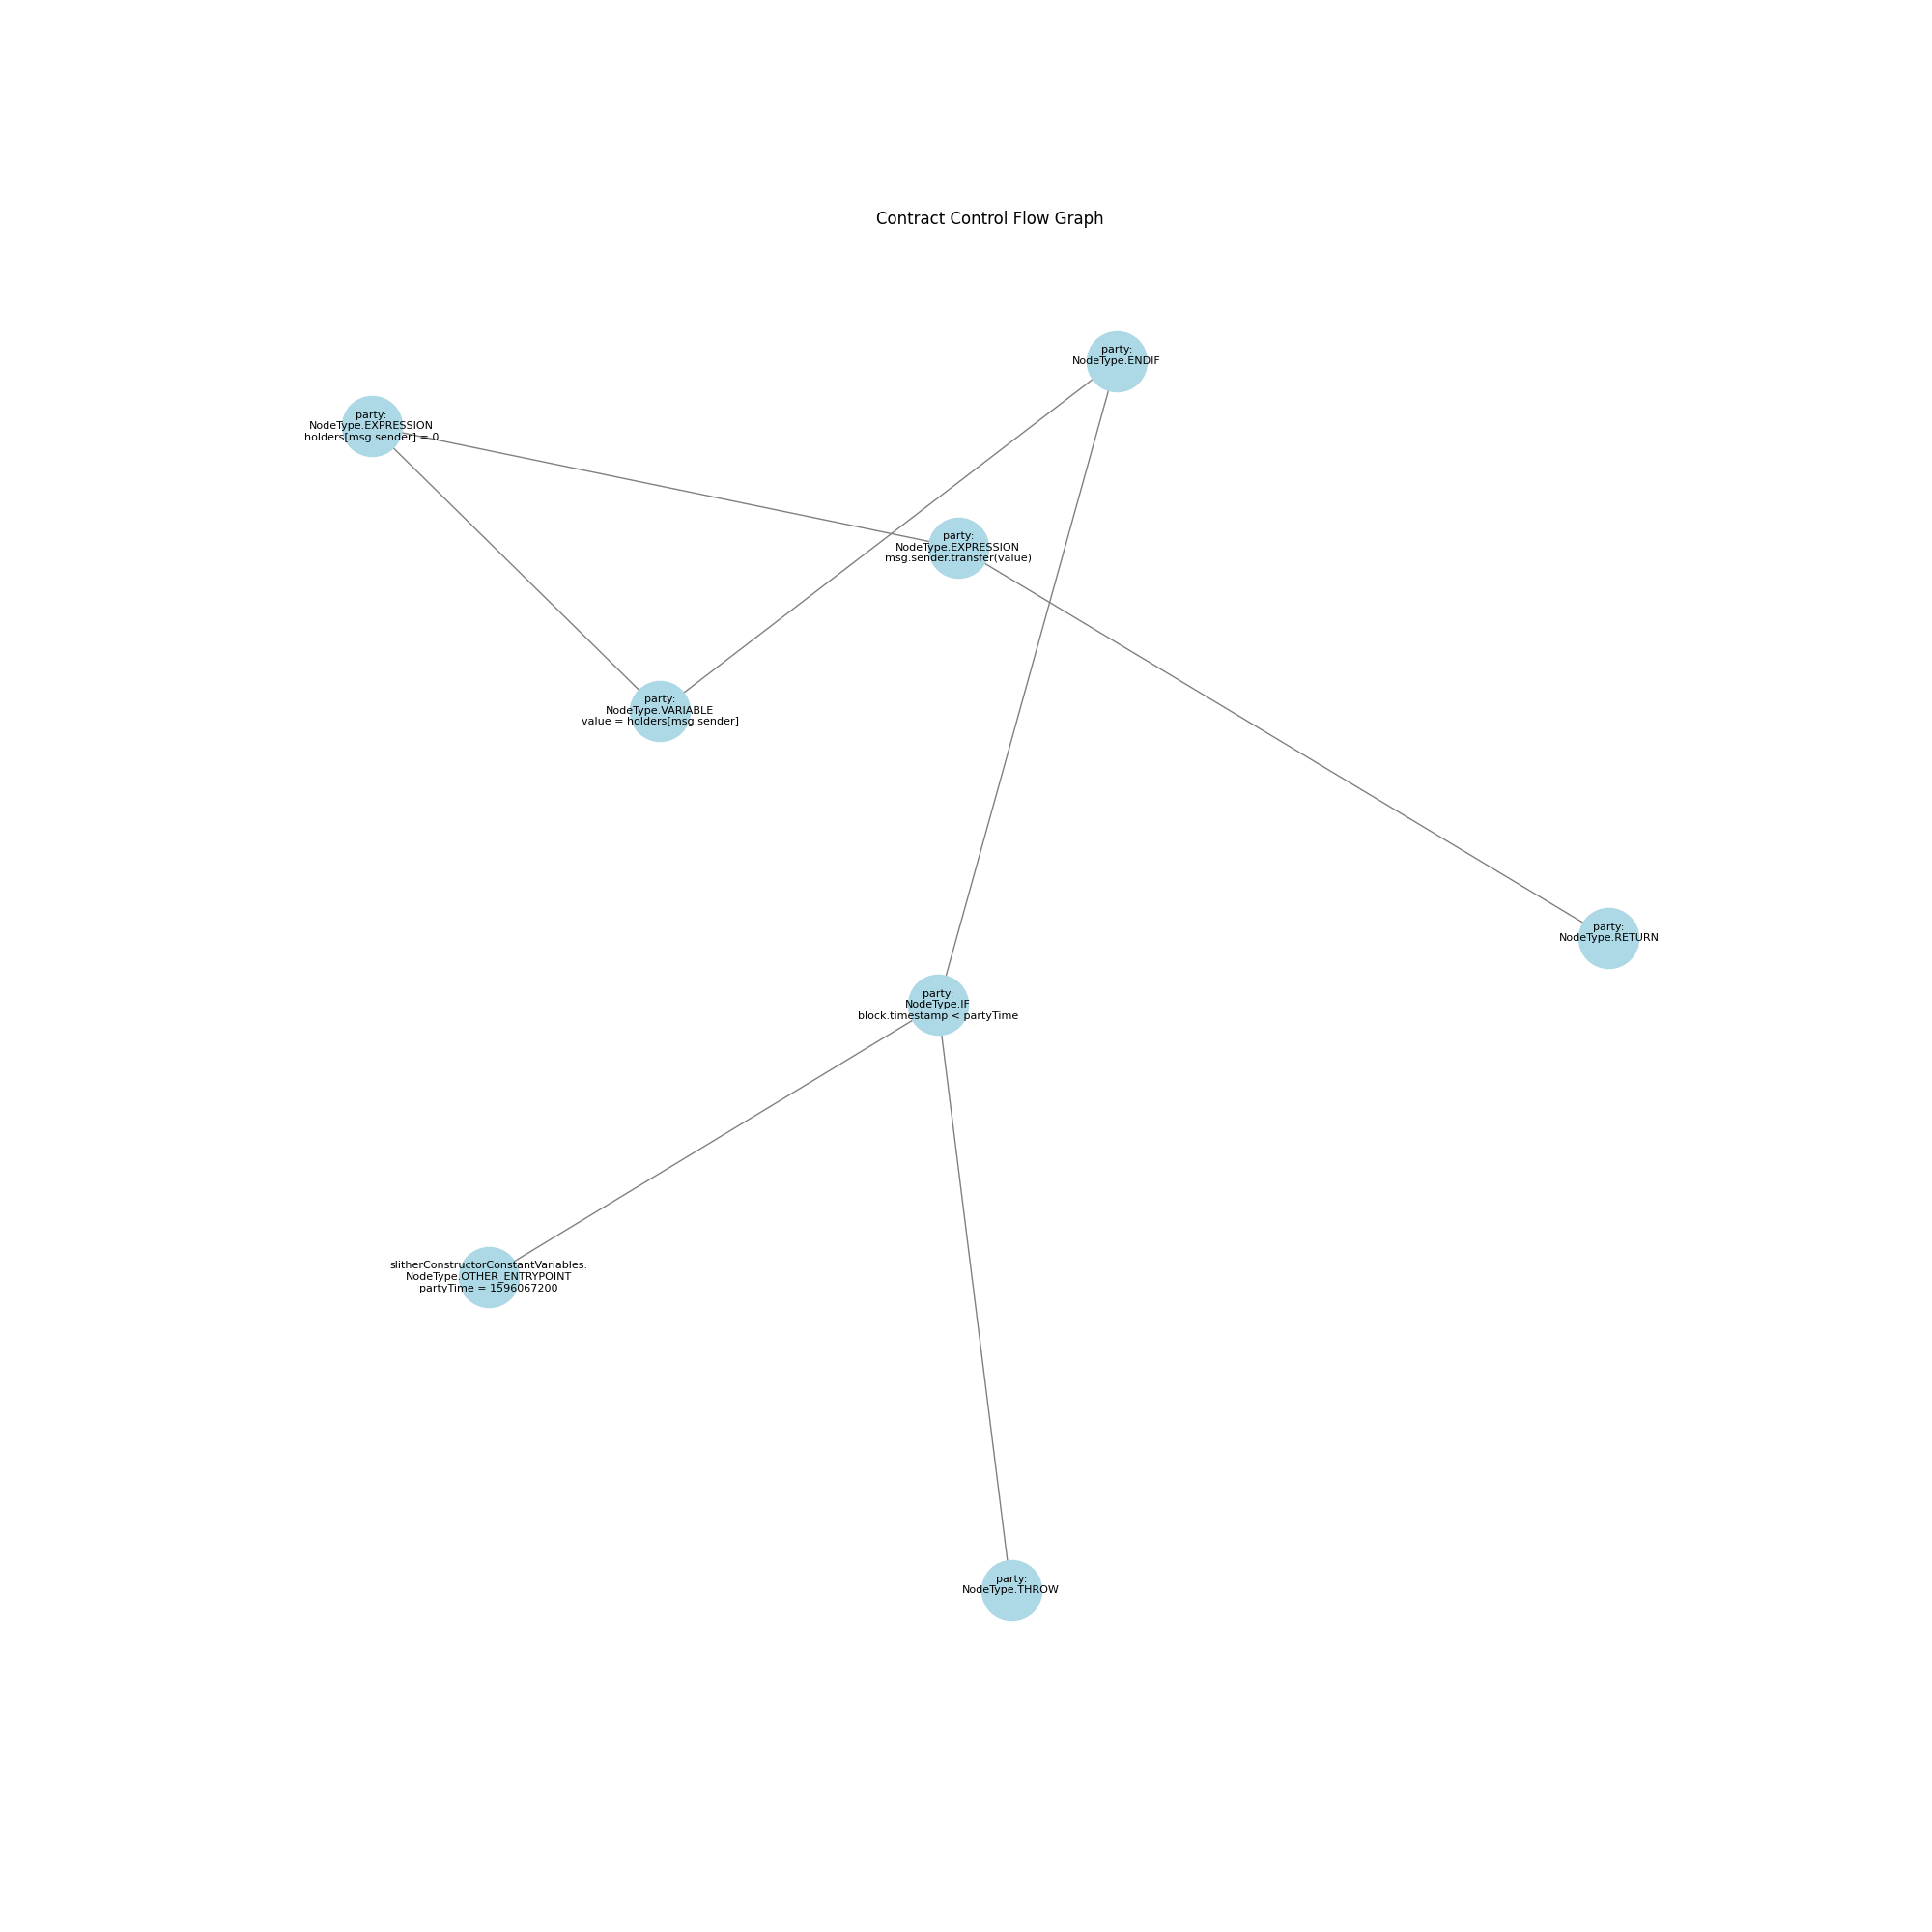 Contract Control Flow Graph
party:
NodeType.ENDIF
party:
NodeType.EXPRESSION
holders[msg.sender] = 0
party:
NodeType.EXPRESSION
msg.sender.transfer(value)
party:
NodeType.VARIABLE
value = holders[msg.sender]
party:
NodeType.RETURN
party:
NodeType.IF
block.timestamp < partyTime
slitherConstructorConstantVariables:
NodeType.OTHER_ENTRYPOINT
partyTime = 1596067200
party:
NodeType.THROW